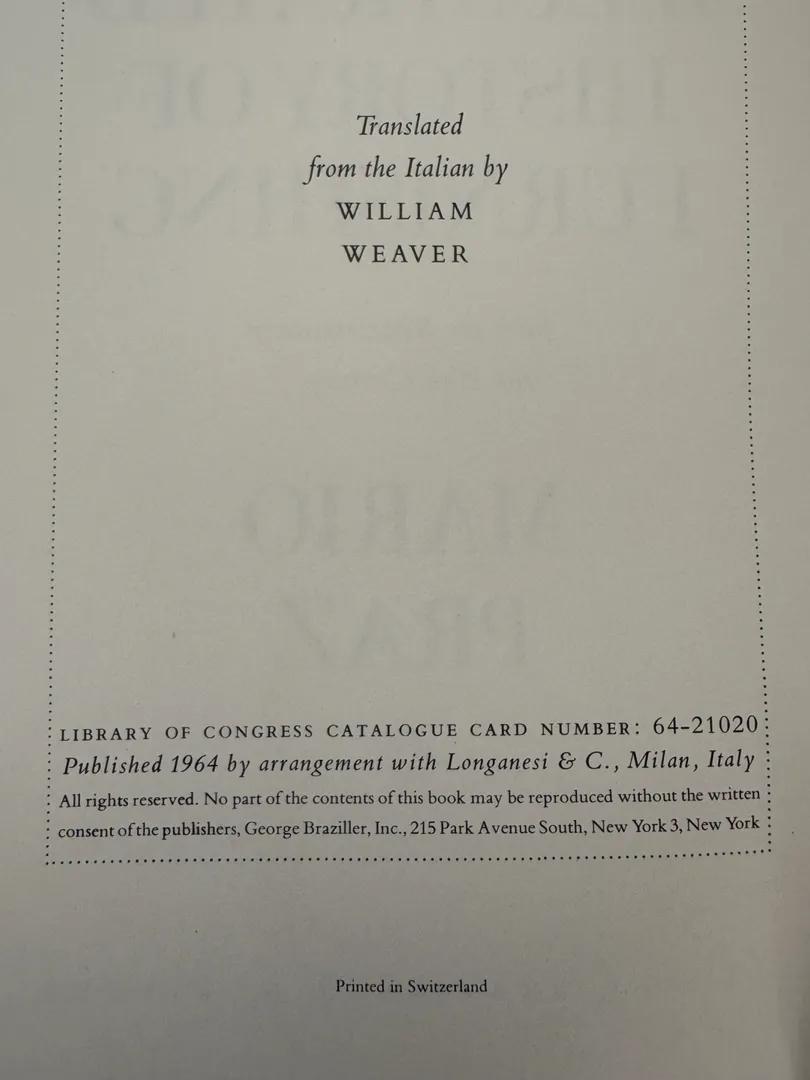 Translated
from the Italian by
WILLIAM
WEAVER
LIBRARY OF CONGRESS CATALOGUE CARD NUMBER: 64-21020
Published 1964 by arrangement with Longanesi & C., Milan, Italy
All rights reserved. No part of the contents of this book may be reproduced without the written
consent of the publishers, George Braziller, Inc., 215 Park Avenue South, New York 3, New York
Printed in Switzerland